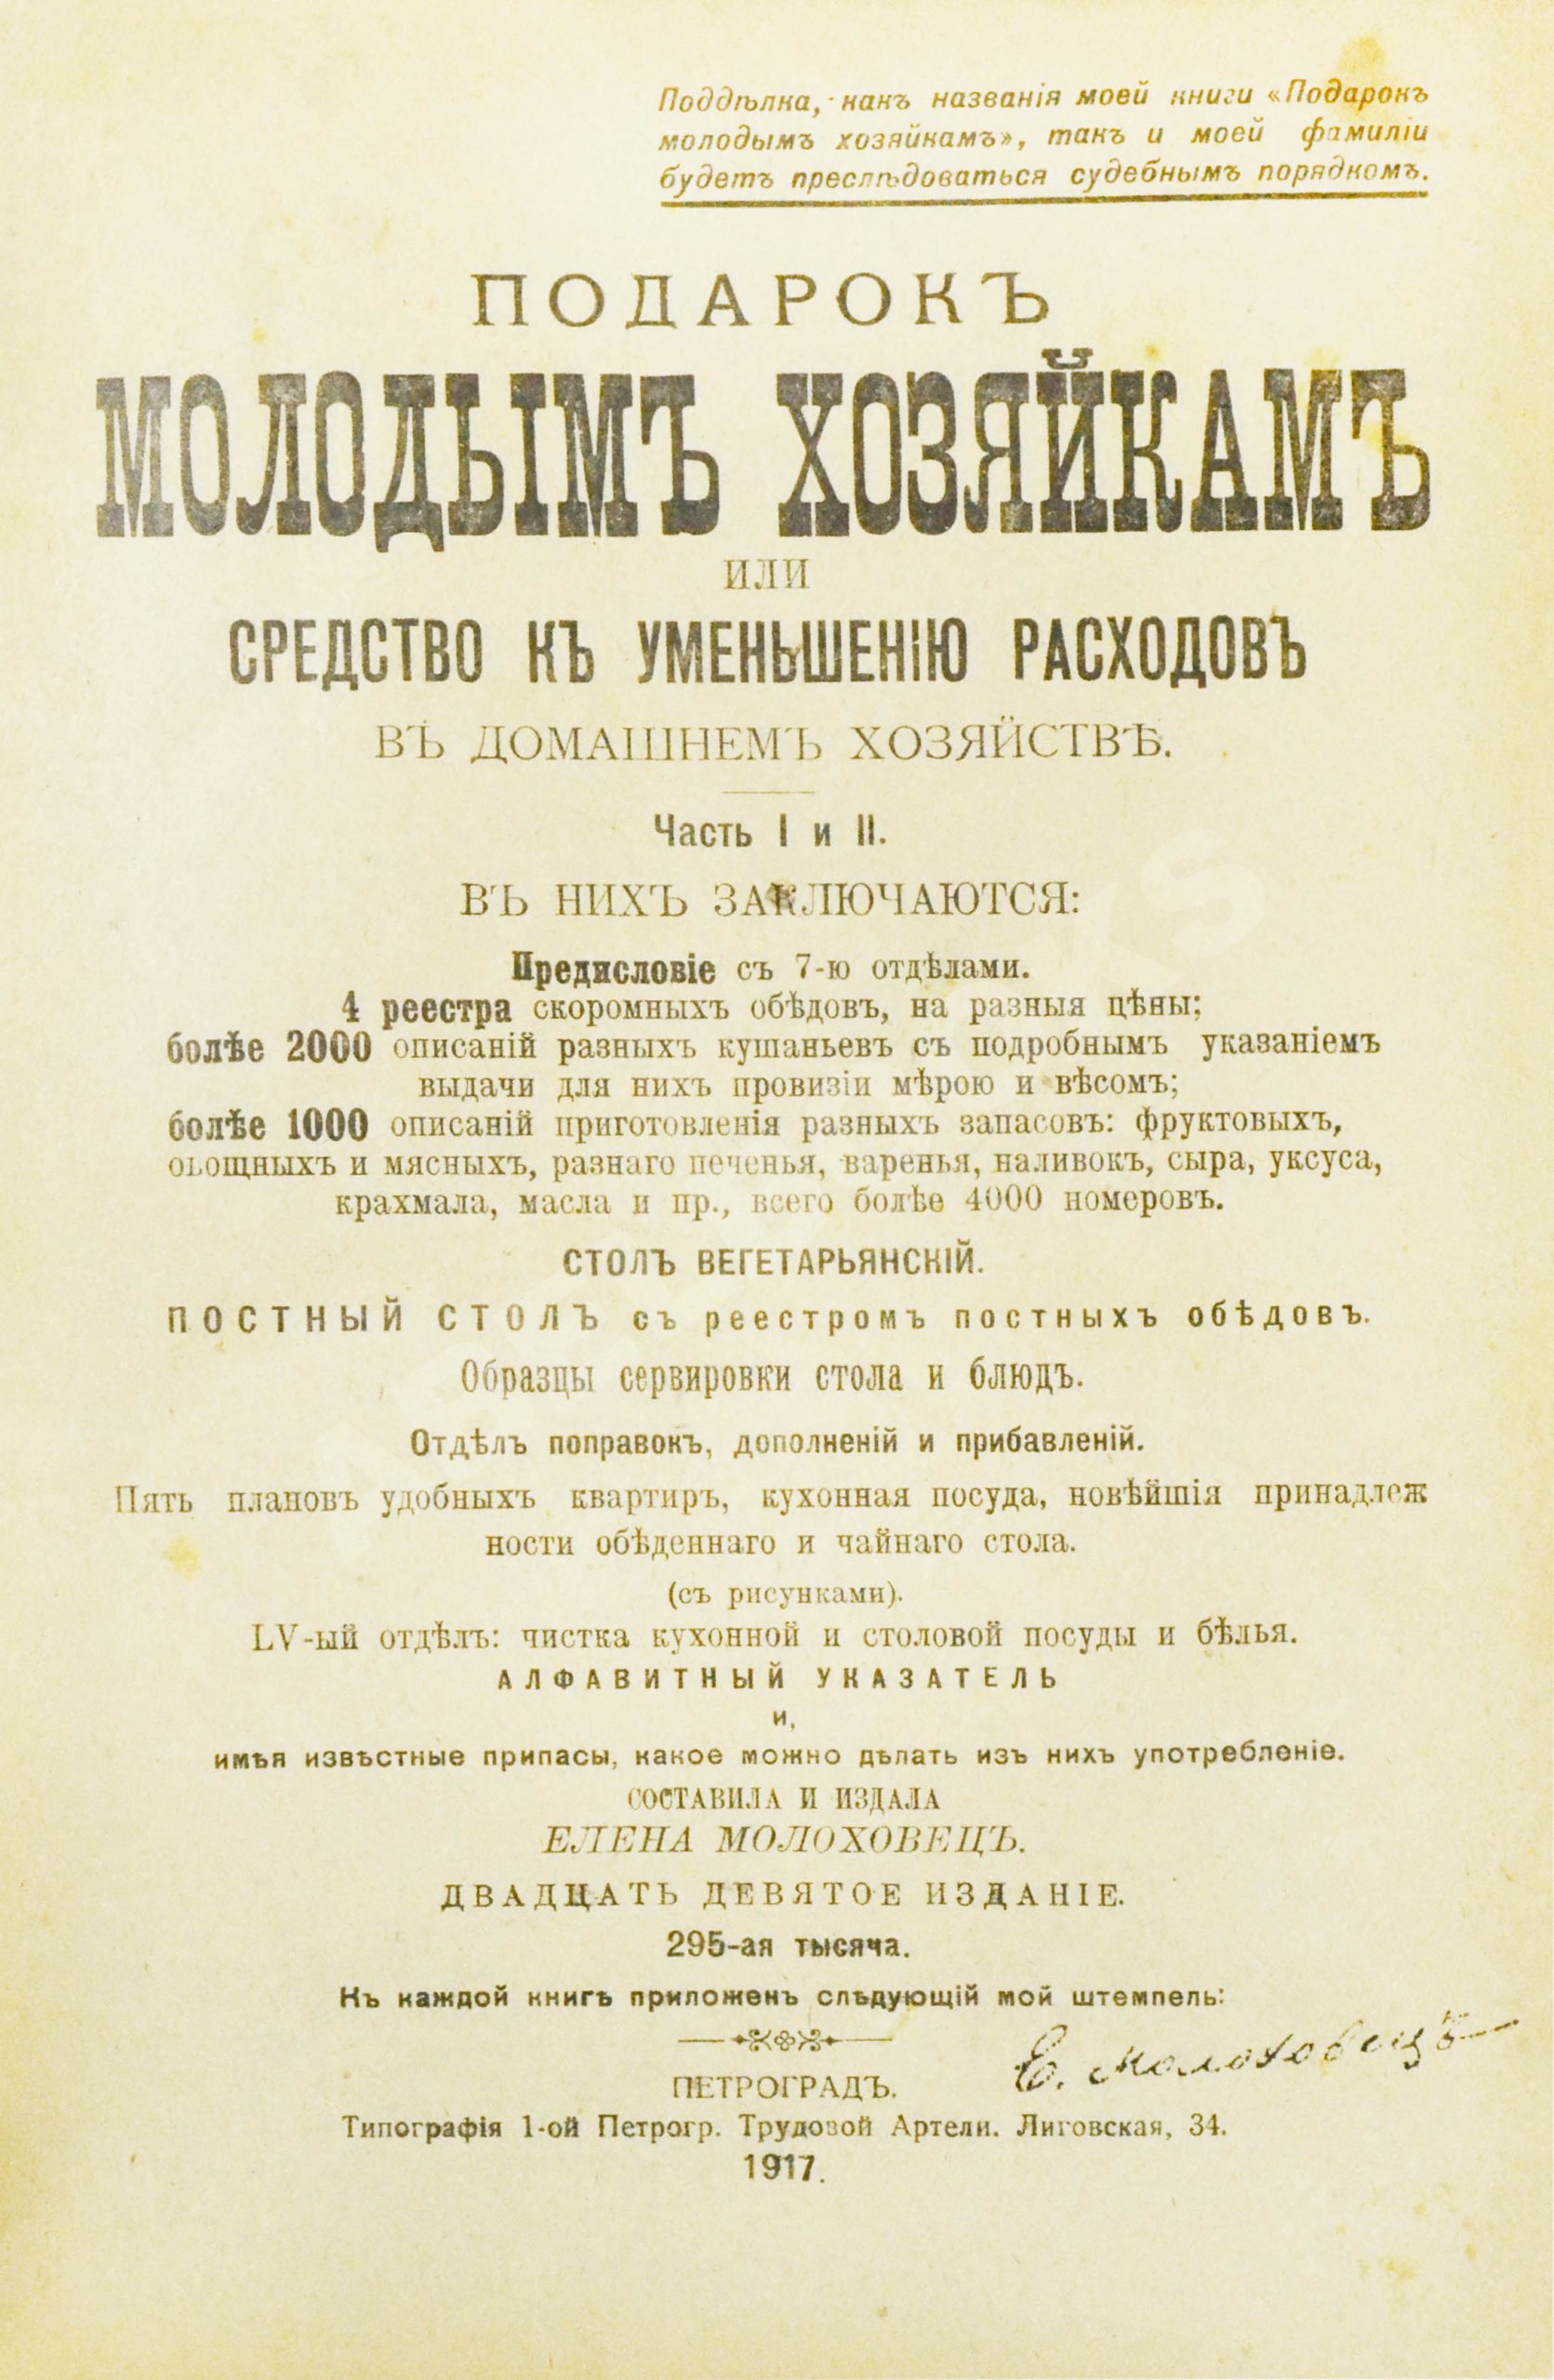 Поддѣлка, какъ названія моей книги «Подарокъ
молодымъ хозяйкамъ», такъ и моей фамиліи
будетъ преслѣдоваться судебнымъ порядкомъ.
ПОДАРОКЪ
МОЛОДЫМЪ ХОЗЯЙКАМЪ
ИЛИ
СРЕДСТВО КЪ УМЕНЬШЕНІЮ РАСХОДОВЪ
ВЪ ДОМАШНЕМЪ ХОЗЯЙСТВѢ.
Часть I и II.
ВЪ НИХЪ ЗАКЛЮЧАЮТСЯ:
Предисловіе съ 7-ю отдѣлами.
4 реестра скоромныхъ обѣдовъ, на разныя цѣны;
болѣе 2000 описаній разныхъ кушаньевъ съ подробнымъ указаніемъ
выдачи для нихъ провизіи мѣрою и вѣсомъ;
болѣе 1000 описаній приготовленія разныхъ запасовъ: фруктовыхъ,
овощныхъ и мясныхъ, разнаго печенья, варенья, наливокъ, сыра, уксуса,
крахмала, масла и пр., всего болѣе 4000 номеровъ.
СТОЛЪ ВЕГЕТАРЬЯНСКІЙ.
ПОСТНЫЙ СТОЛЪ съ реестромъ постныхъ обѣдовъ.
Образцы сервировки стола и блюдъ.
Отдѣлъ поправокъ, дополненій и прибавленій.
Пять плановъ удобныхъ квартиръ, кухонная посуда, новѣйшія принадлеж
ности обѣденнаго и чайнаго стола.
(съ рисунками).
LV-ый отдѣлъ: чистка кухонной и столовой посуды и бѣлья.
АЛФАВИТНЫЙ УКАЗАТЕЛЬ
и,
имѣя извѣстные припасы, какое можно дѣлать изъ нихъ употребленіе.
СОСТАВИЛА И ИЗДАЛА
ЕЛЕНА МОЛОХОВЕЦЪ.
ДВАДЦАТЬ ДЕВЯТОЕ ИЗДАНІЕ.
295-ая тысяча.
Къ каждой книгѣ приложенъ слѣдующій мой штемпель:
Е. Молоховецъ
ПЕТРОГРАДЪ.
Типографія 1-ой Петрогр. Трудовой Артели. Лиговская, 34.
1917.